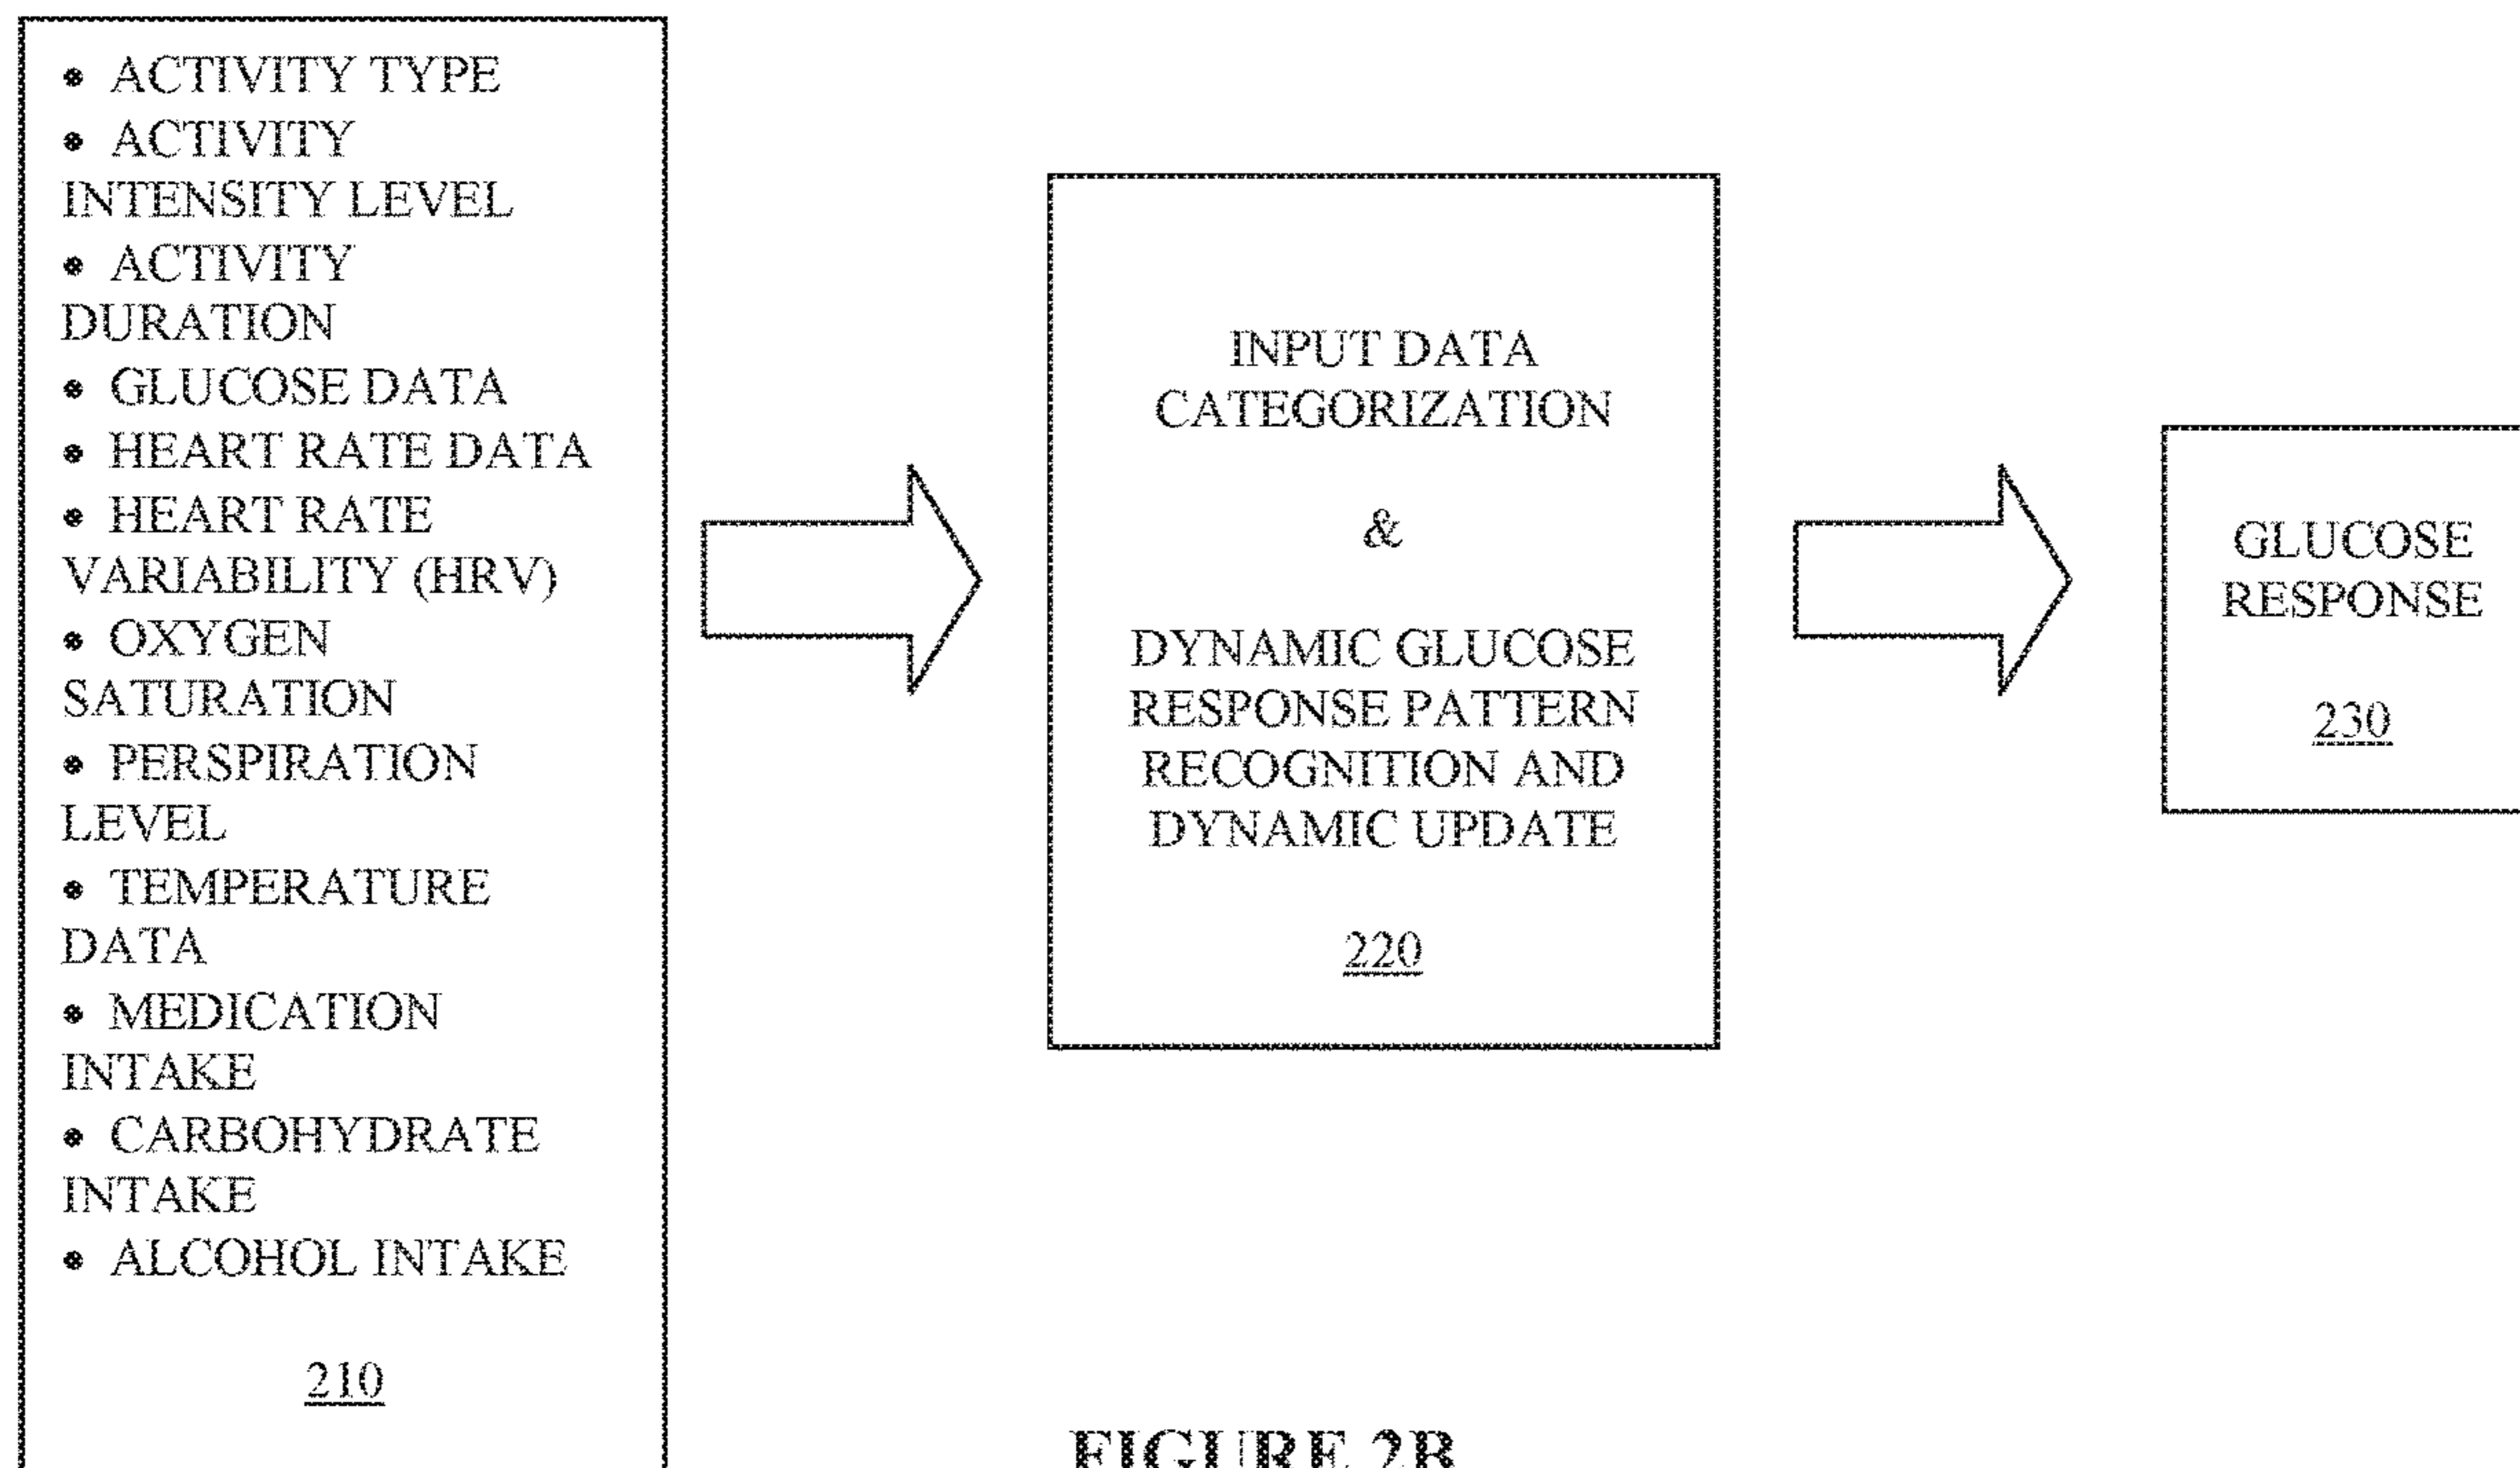 • ACTIVITY TYPE
• ACTIVITY
INTENSITY LEVEL
• ACTIVITY
DURATION
• GLUCOSE DATA
• HEART RATE DATA
• HEART RATE
VARIABILITY (HRV)
• OXYGEN
SATURATION
• PERSPIRATION
LEVEL
• TEMPERATURE
DATA
• MEDICATION
INTAKE
• CARBOHYDRATE
INTAKE
• ALCOHOL INTAKE
210
INPUT DATA
CATEGORIZATION
&
DYNAMIC GLUCOSE
RESPONSE PATTERN
RECOGNITION AND
DYNAMIC UPDATE
220
GLUCOSE
RESPONSE
230
FIGURE 2B